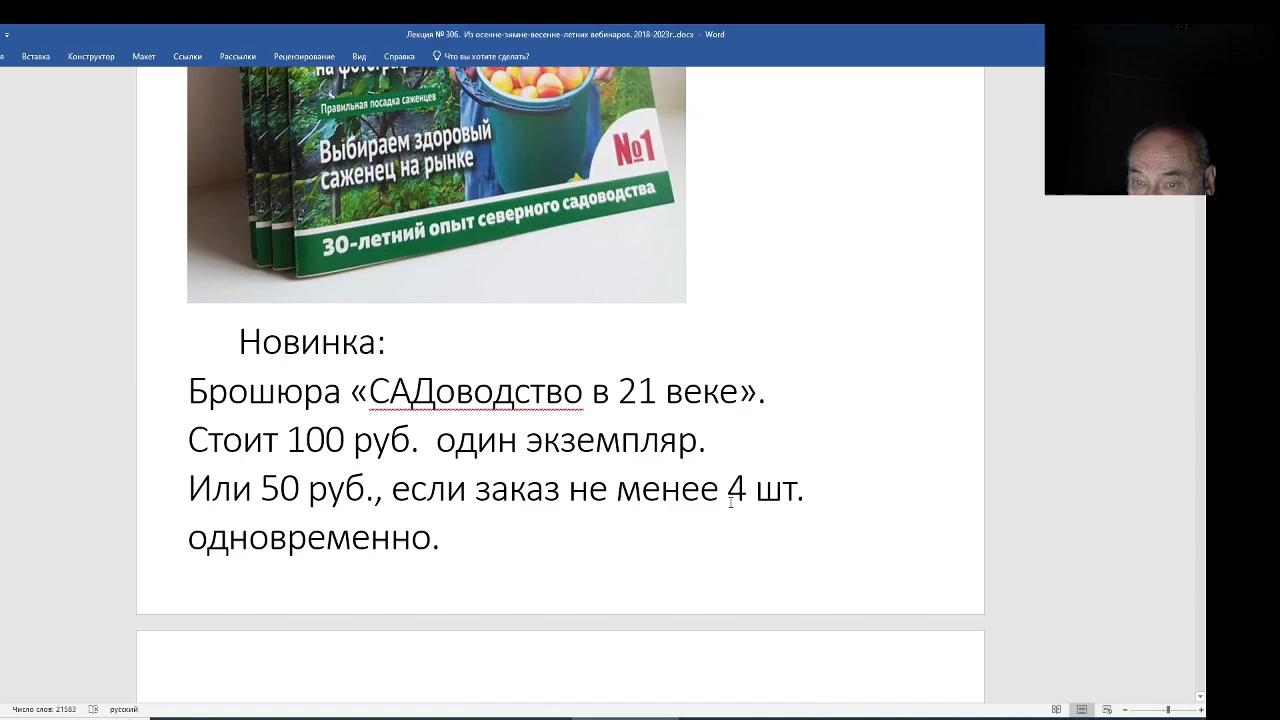 Лекция № 306. Из осенне-зимне-весенне-летних вебинаров. 2018-2023г..docx - Word
Вставка Конструктор Макет Ссылки Рассылки Рецензирование Вид Справка Что вы хотите сделать?
на фотогра
Правильная посадка саженцев
Выбираем здоровый
саженец на рынке
№1
30-летний опыт северного садоводства
Новинка:
Брошюра «САДоводство в 21 веке».
Стоит 100 руб. один экземпляр.
Или 50 руб., если заказ не менее 4 шт.
одновременно.
Число слов: 21583 русский